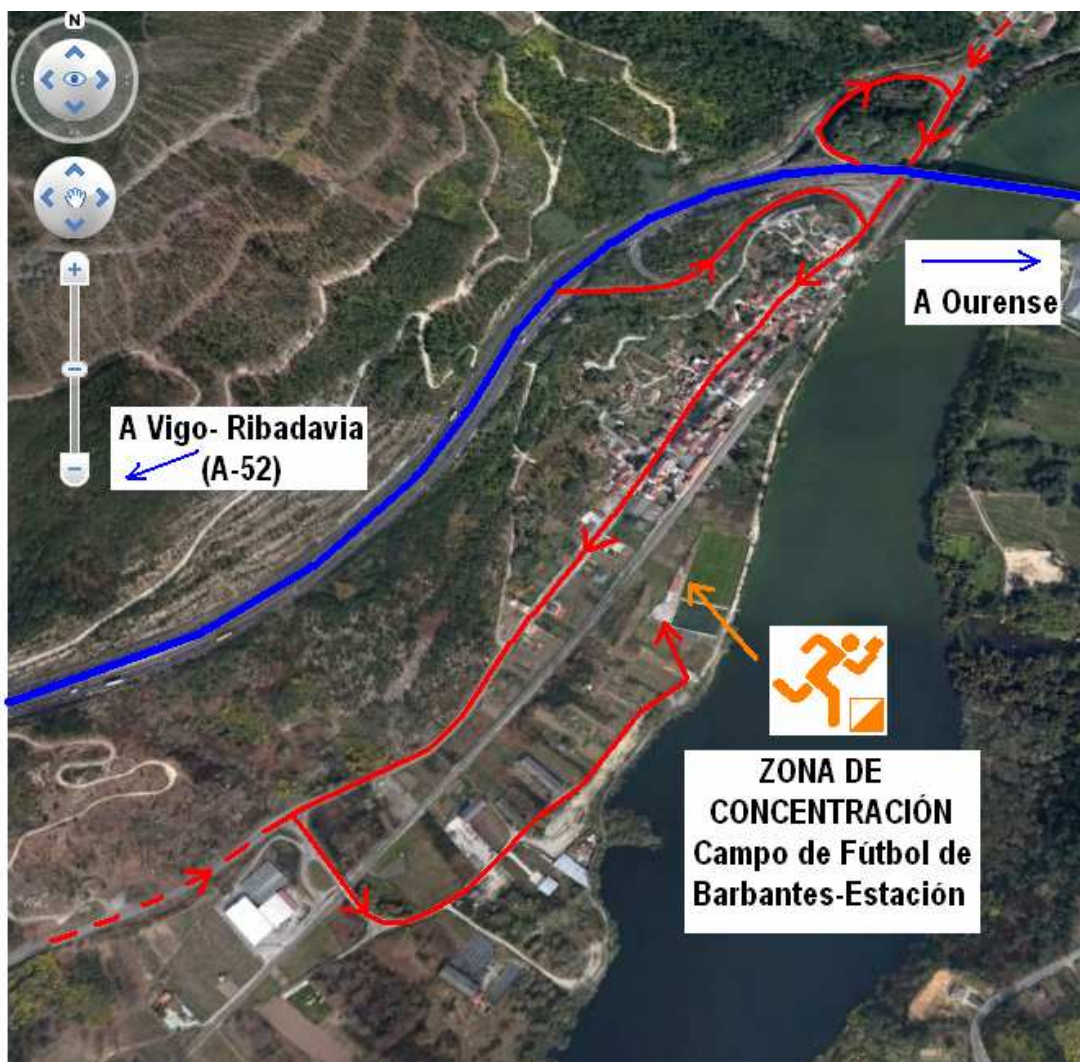 N
A Ourense
A Vigo- Ribadavia
(A-52)
ZONA DE
CONCENTRACIÓN
Campo de Fútbol de
Barbantes-Estación